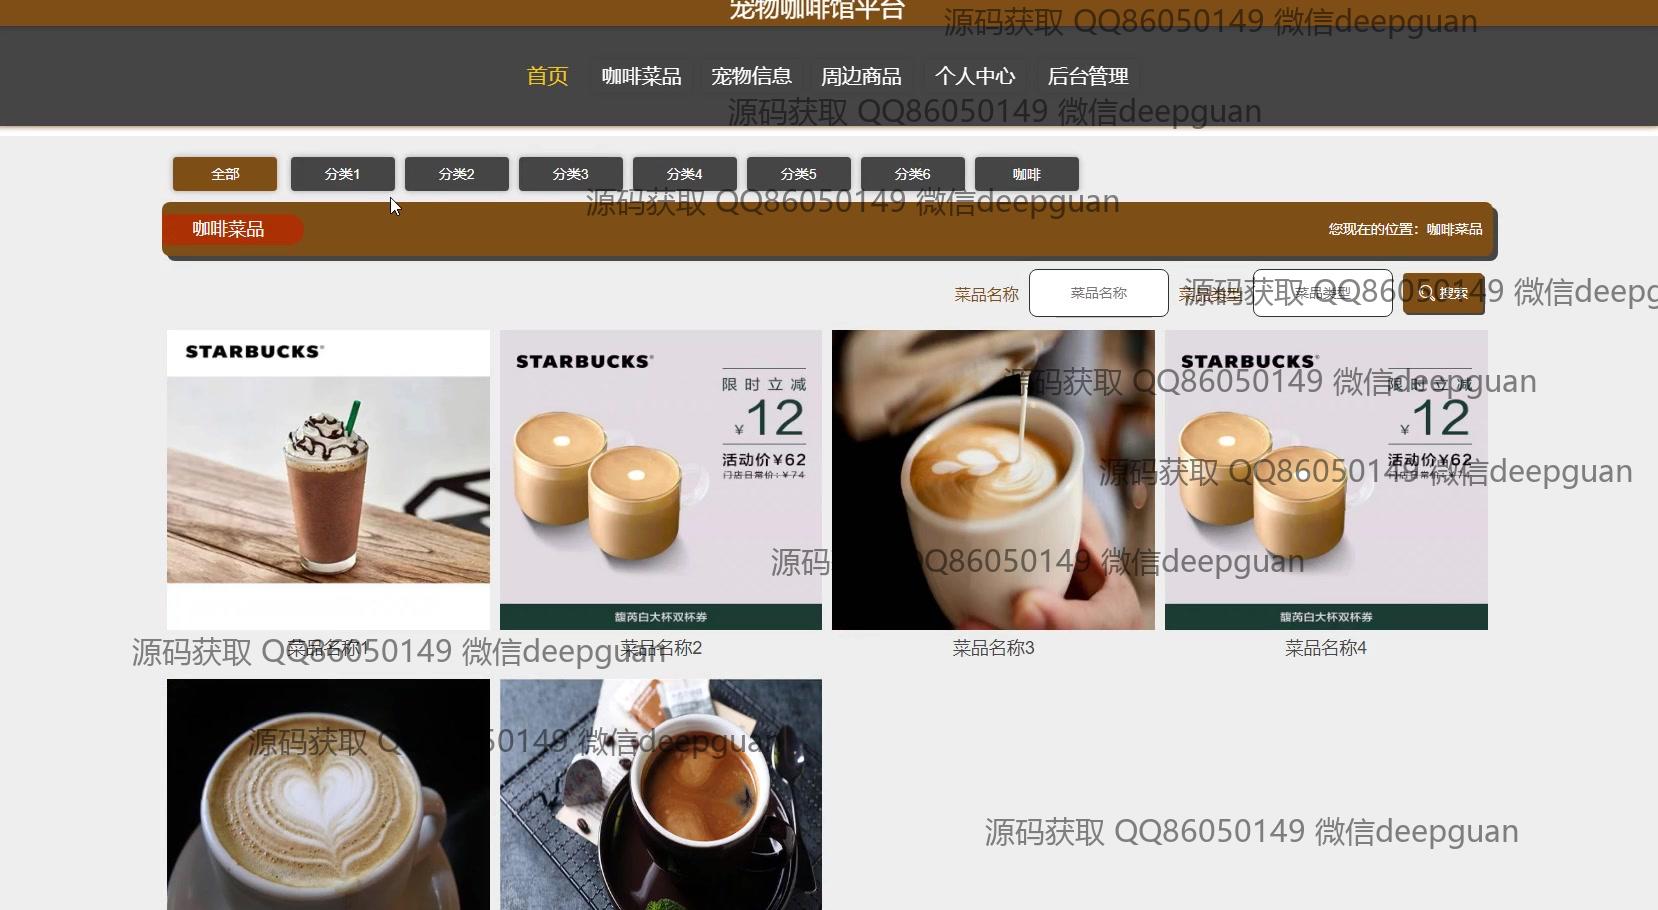 宠物咖啡馆平台
源码获取 QQ86050149 微信deepguan
首页 咖啡菜品 宠物信息 周边商品 个人中心 后台管理
源码获取 QQ86050149 微信deepguan
全部 分类1 分类2 分类3 分类4 分类5 分类6 咖啡
源码获取 QQ86050149 微信deepguan
咖啡菜品
您现在的位置：咖啡菜品
菜品名称 菜品名称 菜品类型 菜品类型 搜索
源码获取 QQ86050149 微信deepg
STARBUCKS
STARBUCKS
限时立减
¥12
活动价¥62
门店日常价:¥74
馥芮白大杯双杯券
STARBUCKS
限时立减
¥12
活动价¥62
馥芮白大杯双杯券
源码获取 QQ86050149 微信deepguan
源码获取 QQ86050149 微信deepguan
源码 QQ86050149 微信deepguan
菜品名称1 菜品名称2 菜品名称3 菜品名称4
源码获取 QQ86050149 微信deepguan
源码获取 50149 微信deepguan
源码获取 QQ86050149 微信deepguan